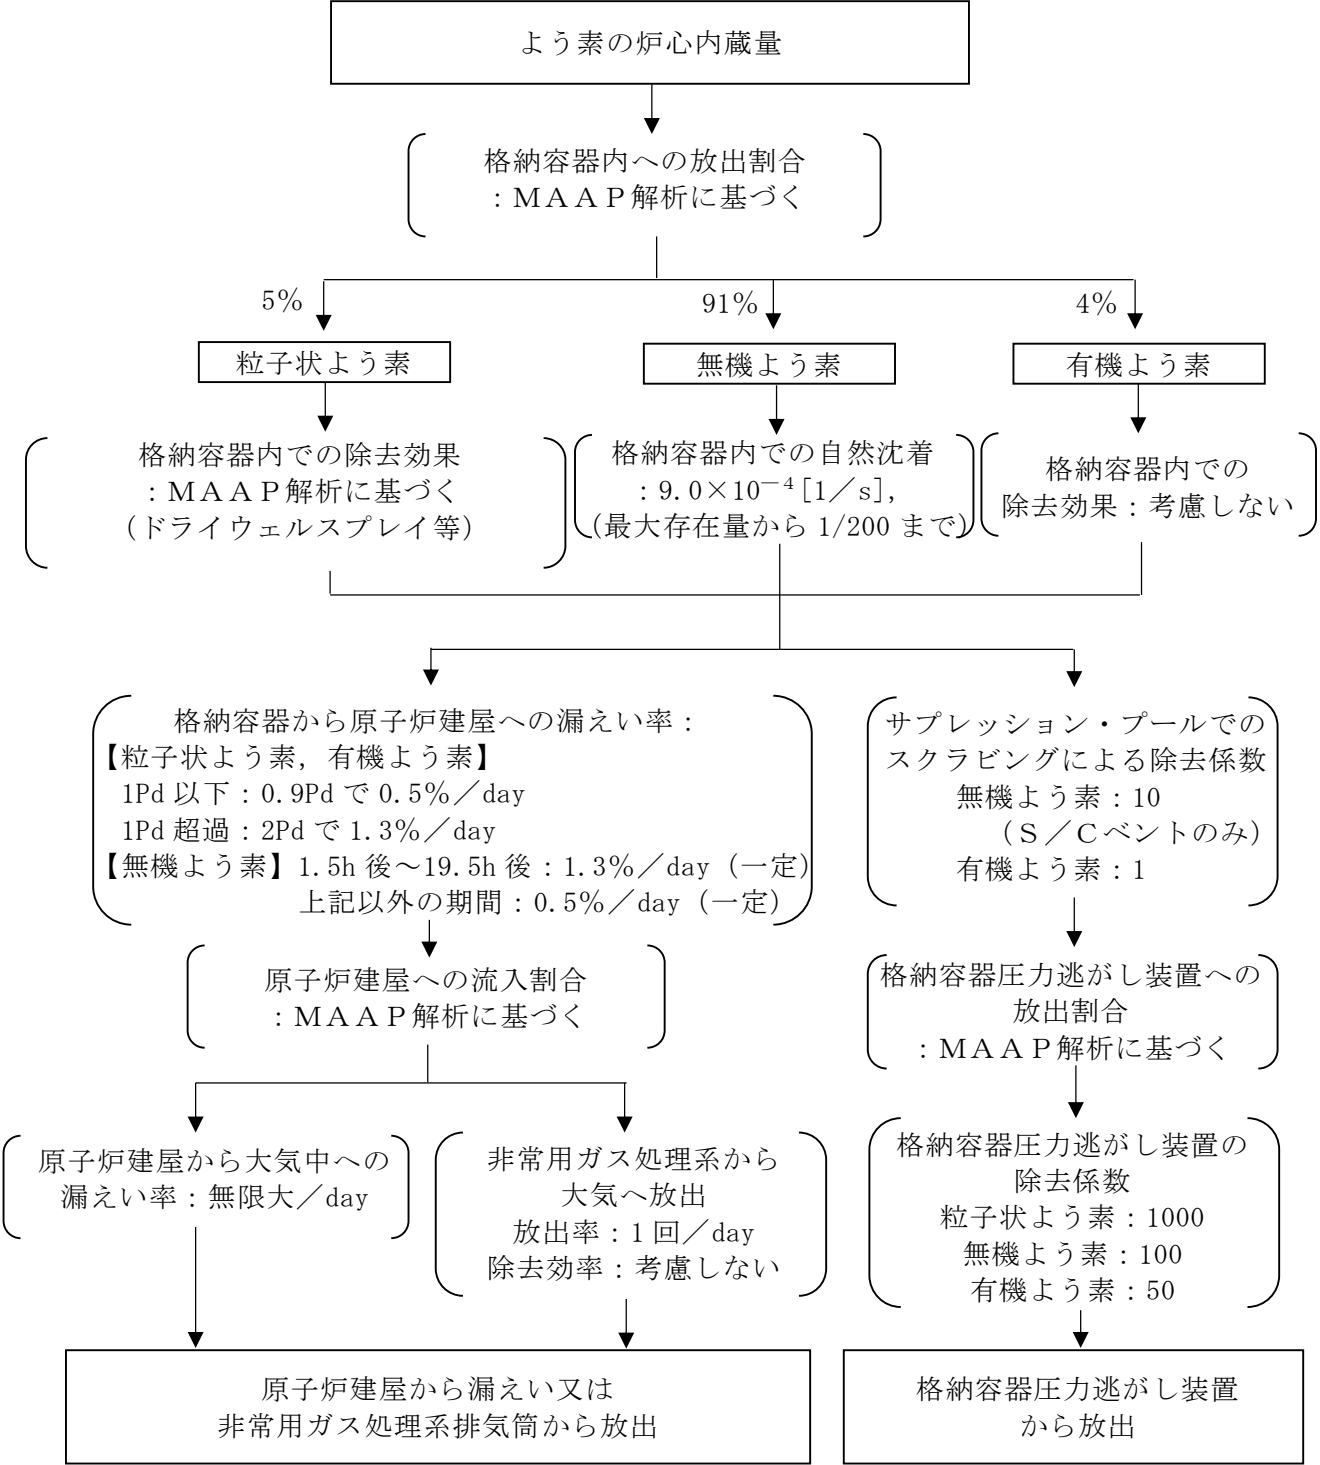 よう素の炉心内蔵量
格納容器内への放出割合
：ＭＡＡＰ解析に基づく
5％
91％
4％
粒子状よう素
無機よう素
有機よう素
格納容器内での除去効果
：ＭＡＡＰ解析に基づく
（ドライウェルスプレイ等）
格納容器内での自然沈着
：9.0×10⁻⁴[1／s]，
(最大存在量から 1/200 まで)
格納容器内での
除去効果：考慮しない
格納容器から原子炉建屋への漏えい率：
【粒子状よう素，有機よう素】
1Pd 以下：0.9Pd で 0.5％／day
1Pd 超過：2Pd で 1.3％／day
【無機よう素】1.5h 後～19.5h 後：1.3％／day（一定）
上記以外の期間：0.5％／day（一定）
サプレッション・プールでの
スクラビングによる除去係数
無機よう素：10
（Ｓ／Ｃベントのみ）
有機よう素：1
原子炉建屋への流入割合
：ＭＡＡＰ解析に基づく
格納容器圧力逃がし装置への
放出割合
：ＭＡＡＰ解析に基づく
原子炉建屋から大気中への
漏えい率：無限大／day
非常用ガス処理系から
大気へ放出
放出率：1 回／day
除去効率：考慮しない
格納容器圧力逃がし装置の
除去係数
粒子状よう素：1000
無機よう素：100
有機よう素：50
原子炉建屋から漏えい又は
非常用ガス処理系排気筒から放出
格納容器圧力逃がし装置
から放出